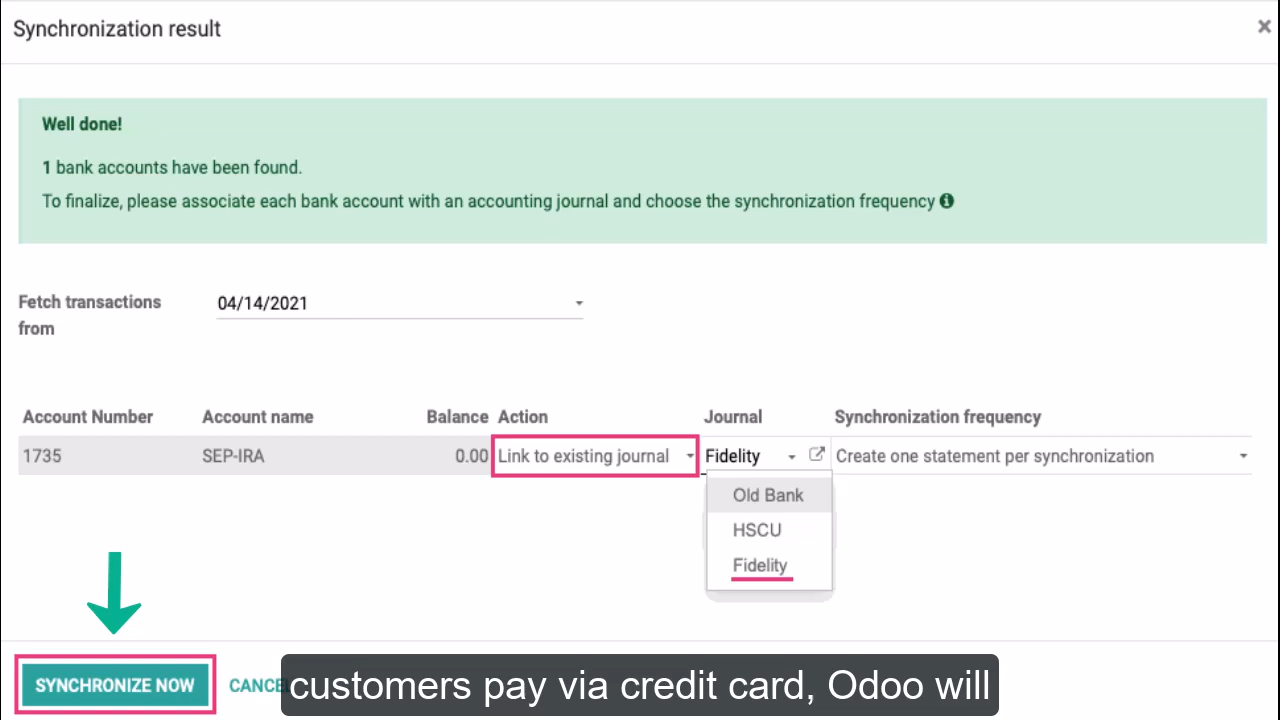 Synchronization result
×
Well done!
1 bank accounts have been found.
To finalize, please associate each bank account with an accounting journal and choose the synchronization frequency
Fetch transactions from
04/14/2021
Account Number Account name Balance Action Journal Synchronization frequency
1735 SEP-IRA 0.00 Link to existing journal Fidelity Create one statement per synchronization
Old Bank
HSCU
Fidelity
SYNCHRONIZE NOW
customers pay via credit card, Odoo will